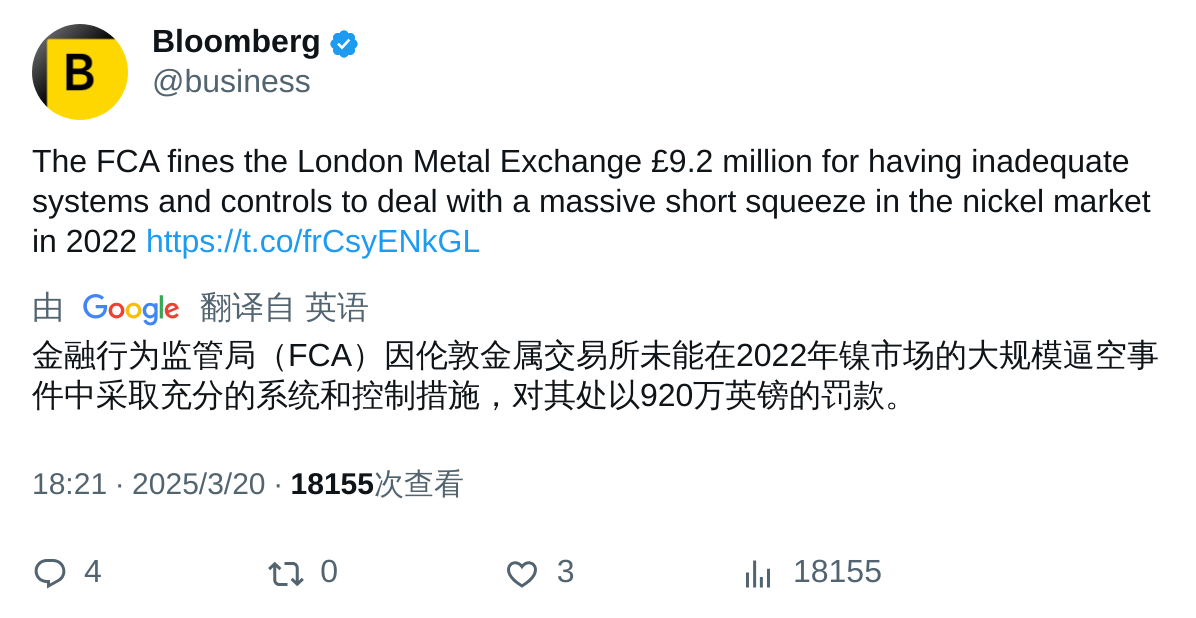 B
Bloomberg
@business
The FCA fines the London Metal Exchange £9.2 million for having inadequate
systems and controls to deal with a massive short squeeze in the nickel market
in 2022 https://t.co/frCsyENkGL
由 Google 翻译自 英语
金融行为监管局（FCA）因伦敦金属交易所未能在2022年镍市场的大规模逼空事
件中采取充分的系统和控制措施，对其处以920万英镑的罚款。
18:21 · 2025/3/20 · 18155次查看
4 0 3 18155